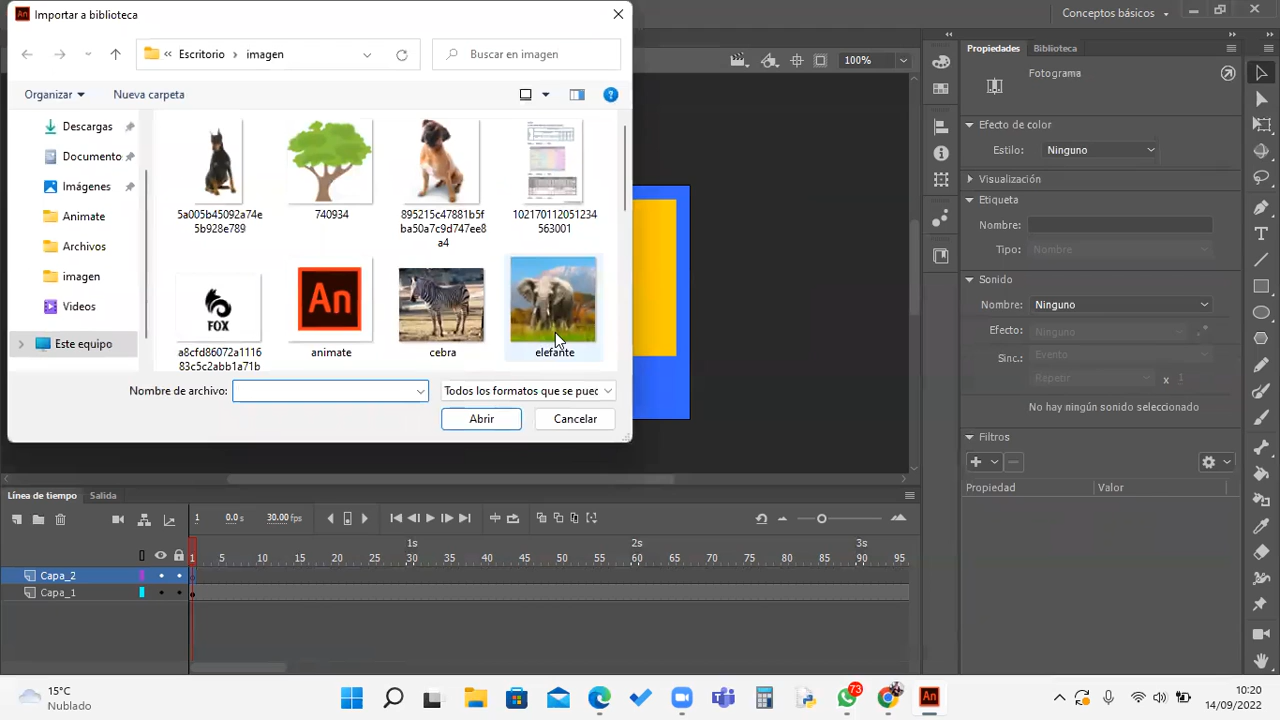 Importar a biblioteca
Conceptos básicos
« Escritorio › imagen
Buscar en imagen
100%
Propiedades Biblioteca
Fotograma
Organizar
Nueva carpeta
Descargas
Documento
Imágenes
Animate
Archivos
imagen
Videos
Este equipo
5a005b45092a74e
5b928e789
740934
895215c47881b5f
ba50a7c9d747ee8
a4
102170112051234
563001
FOX
An
a8cfd86072a1116
83c5c2abb1a71b
animate
cebra
elefante
Nombre de archivo:
Todos los formatos que se puec
Abrir
Cancelar
Efecto de color
Estilo: Ninguno
Visualización
Etiqueta
Nombre:
Tipo: Nombre
Sonido
Nombre: Ninguno
Efecto: Ninguno
Sinc.: Evento
Repetir x 1
No hay ningún sonido seleccionado
Filtros
Propiedad Valor
Línea de tiempo Salida
1 0.0 s 30.00 fps
1s 2s 3s
1 5 10 15 20 25 30 35 40 45 50 55 60 65 70 75 80 85 90 95
Capa_2
Capa_1
15°C
Nublado
73
An
10:20
14/09/2022